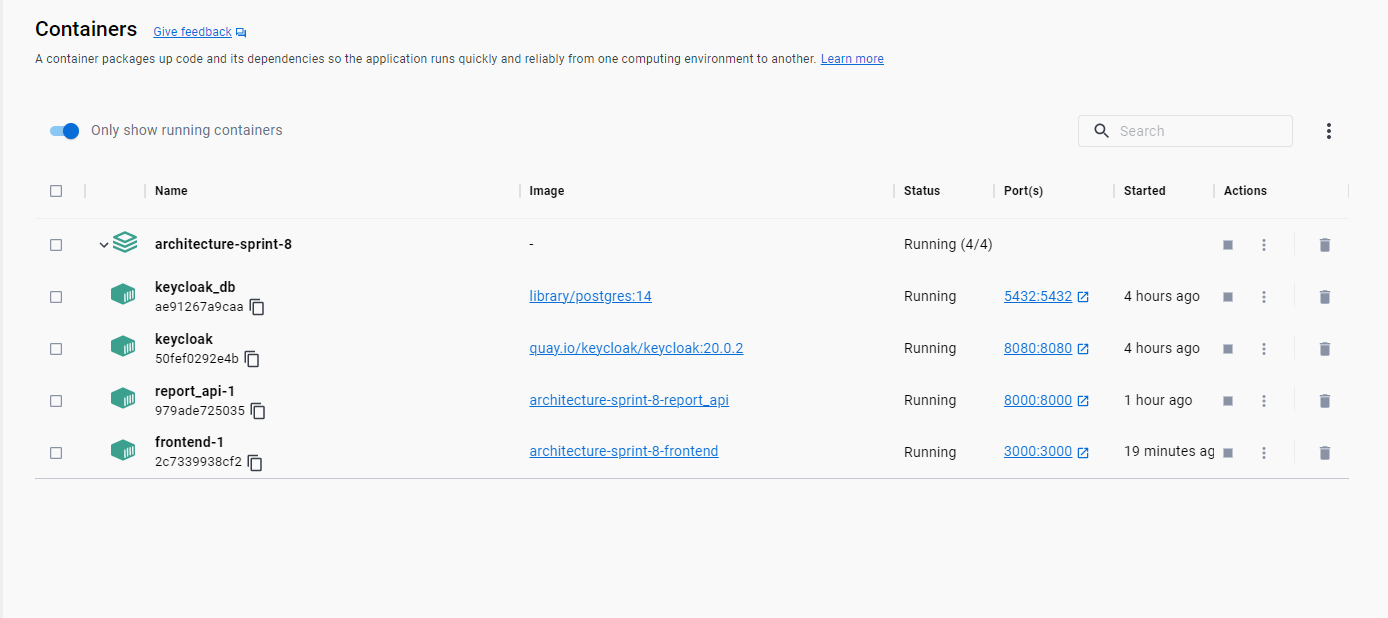 Containers Give feedback
A container packages up code and its dependencies so the application runs quickly and reliably from one computing environment to another. Learn more
Only show running containers Search
Name Image Status Port(s) Started Actions
architecture-sprint-8 - Running (4/4)
keycloak_db
ae91267a9caa library/postgres:14 Running 5432:5432 4 hours ago
keycloak
50fef0292e4b quay.io/keycloak/keycloak:20.0.2 Running 8080:8080 4 hours ago
report_api-1
979ade725035 architecture-sprint-8-report_api Running 8000:8000 1 hour ago
frontend-1
2c7339938cf2 architecture-sprint-8-frontend Running 3000:3000 19 minutes ag